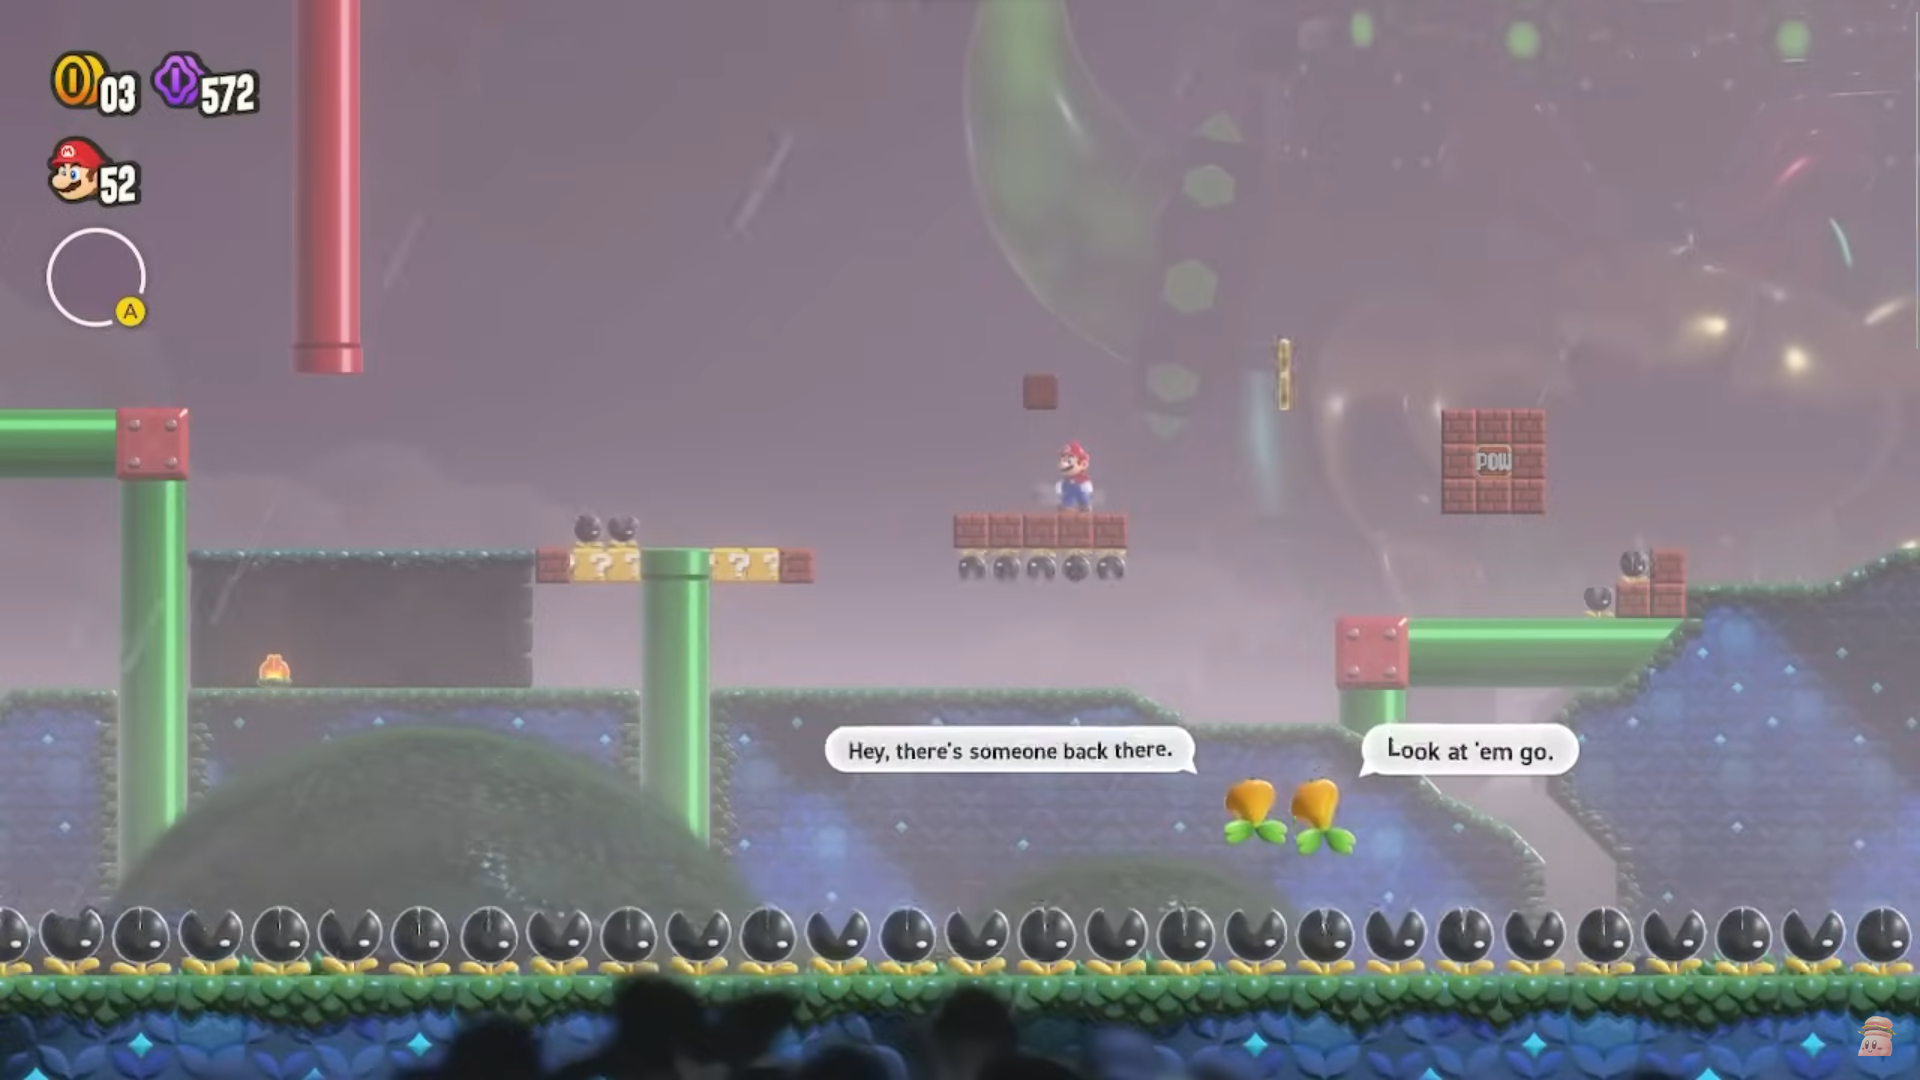 03 572
52
A
POW
? ? ?
Hey, there's someone back there.
Look at 'em go.